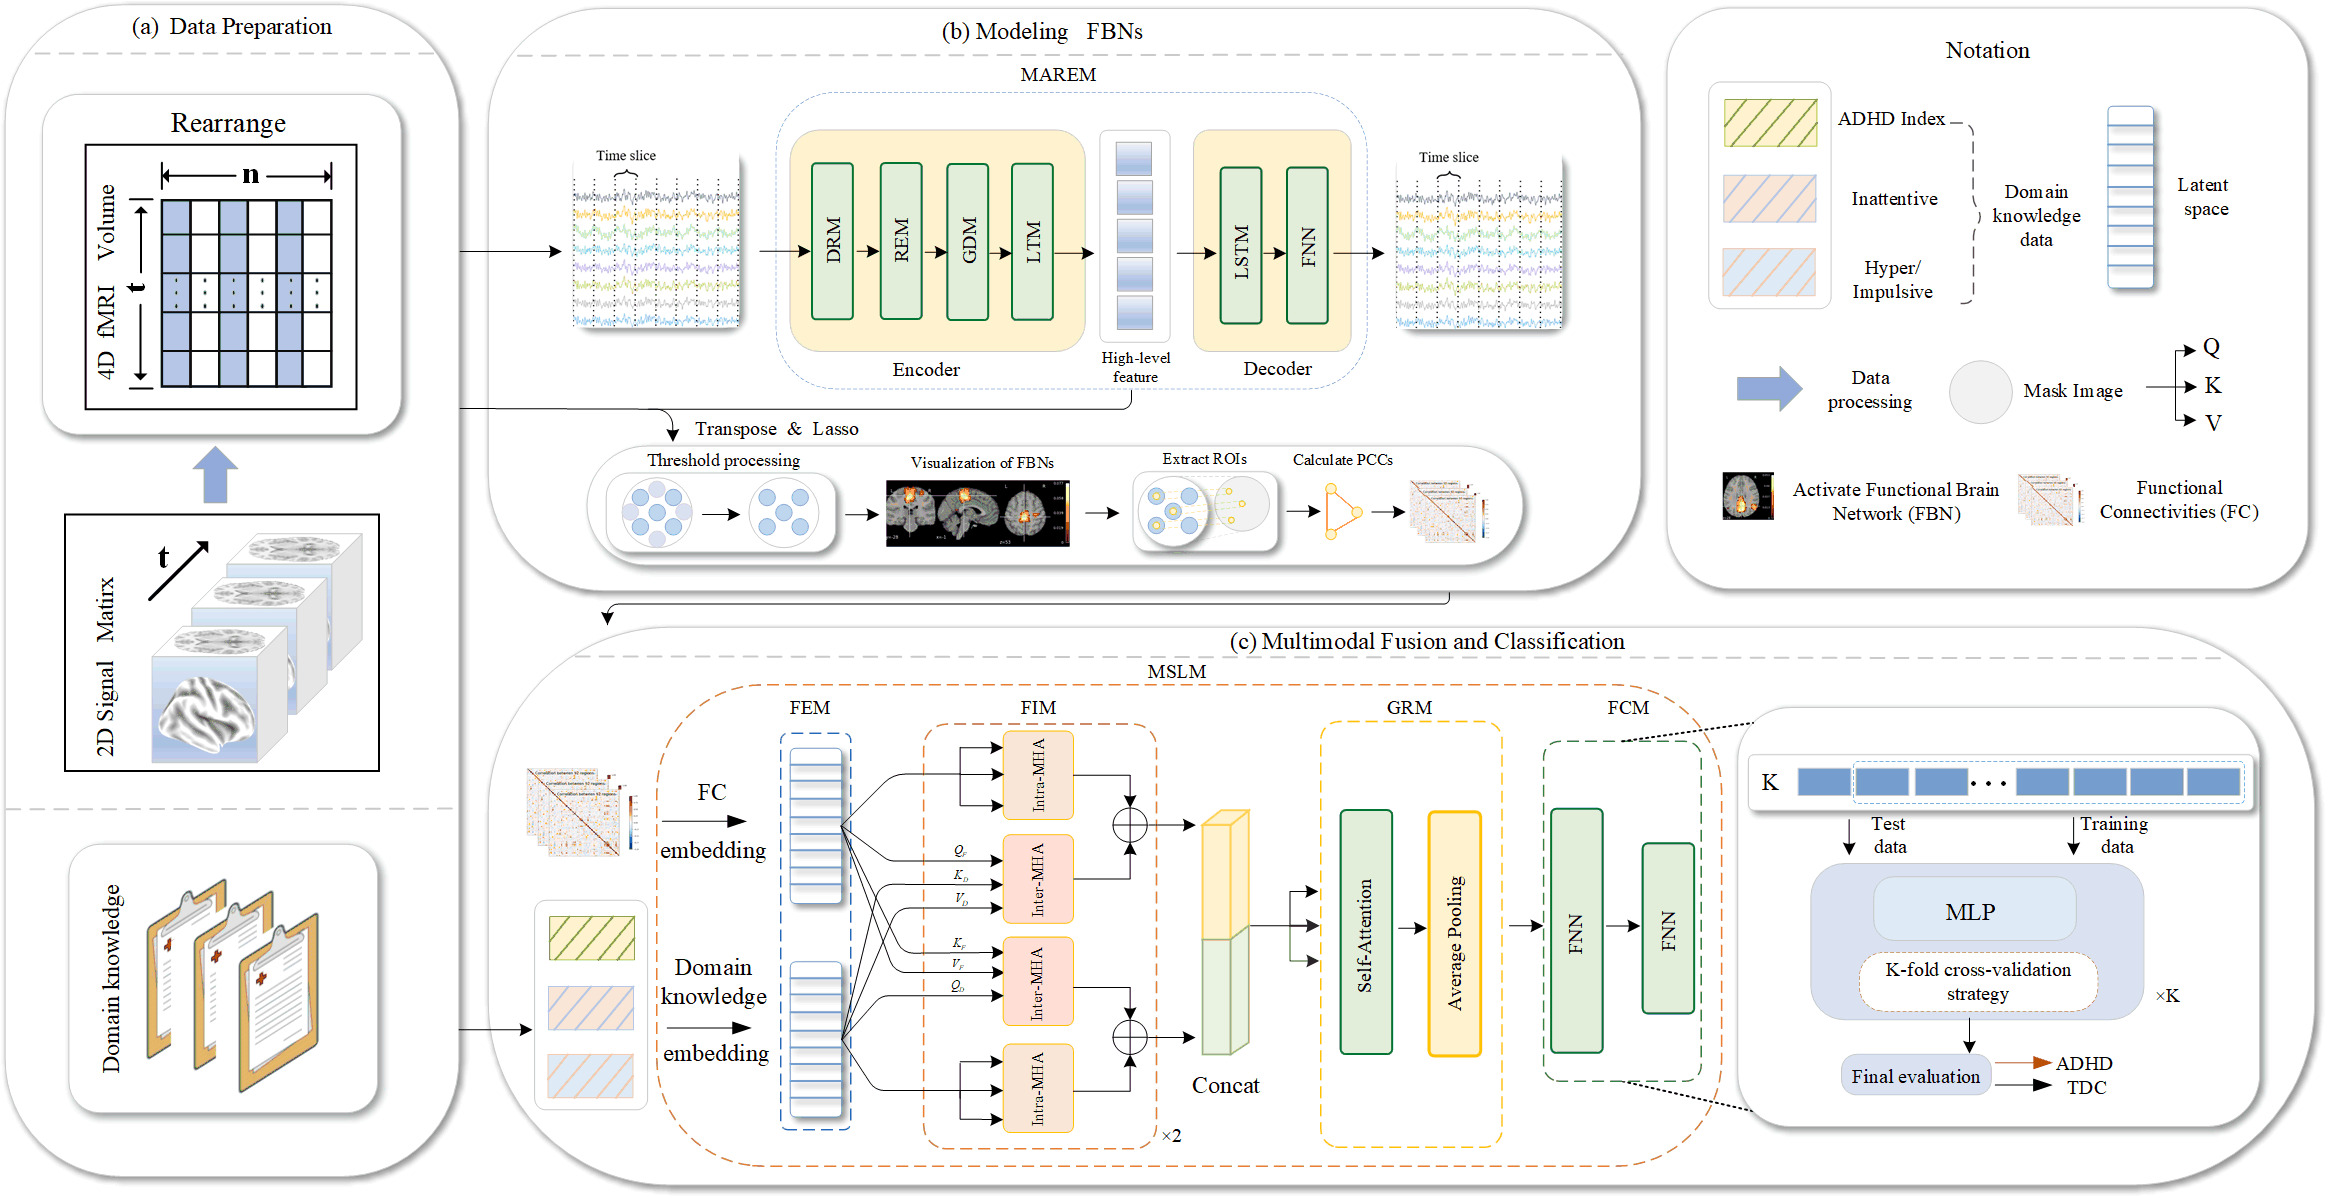 (a) Data Preparation
Rearrange
n
t
4D fMRI Volume
t
2D Signal Matirx
Domain knowledge
(b) Modeling FBNs
MAREM
Time slice
DRM
REM
GDM
LTM
Encoder
High-level
feature
LSTM
FNN
Decoder
Time slice
Transpose & Lasso
Threshold processing
Visualization of FBNs
Extract ROIs
Calculate PCCs
Notation
ADHD Index
Inattentive
Hyper/
Impulsive
Domain
knowledge
data
Latent
space
Data
processing
Mask Image
Q
K
V
Activate Functional Brain
Network (FBN)
Functional
Connectivities (FC)
(c) Multimodal Fusion and Classification
MSLM
FEM
FIM
GRM
FCM
FC
embedding
Domain
knowledge
embedding
Intra-MHA
Q_F
K_D
V_D
Inter-MHA
K_F
V_F
Q_D
Inter-MHA
Intra-MHA
×2
Concat
Self-Attention
Average Pooling
FNN
FNN
K
Test
data
Training
data
MLP
K-fold cross-validation
strategy
×K
Final evaluation
ADHD
TDC